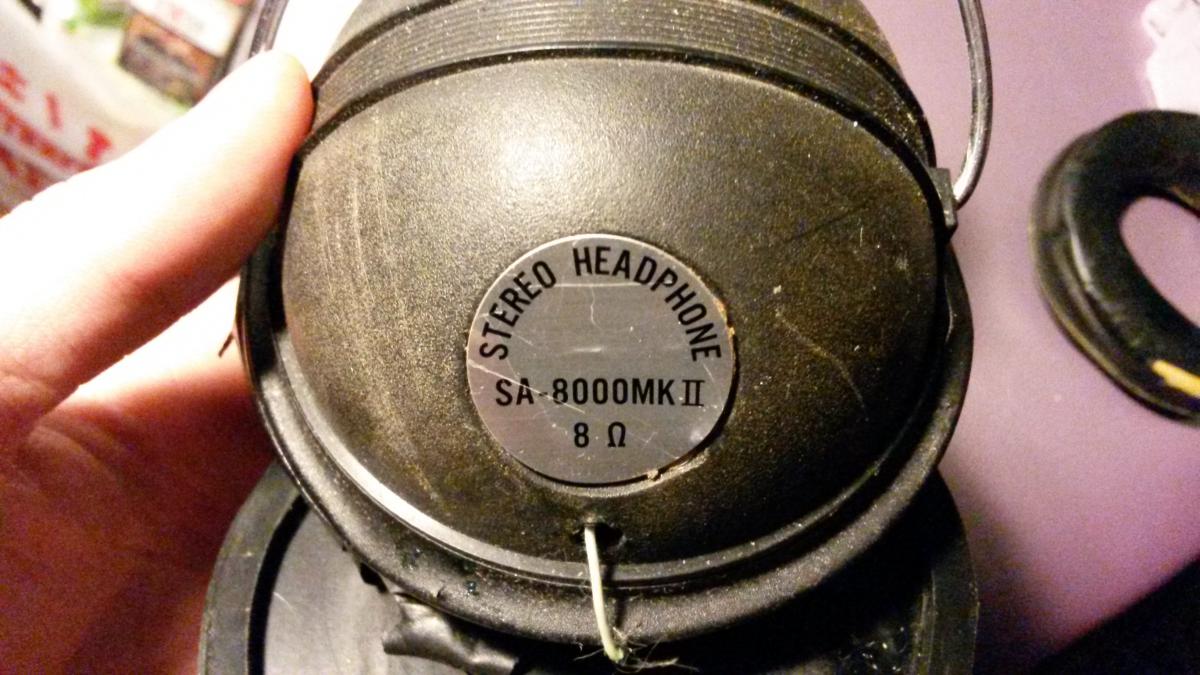 STEREO HEADPHONE
SA-8000MKII
8 Ω